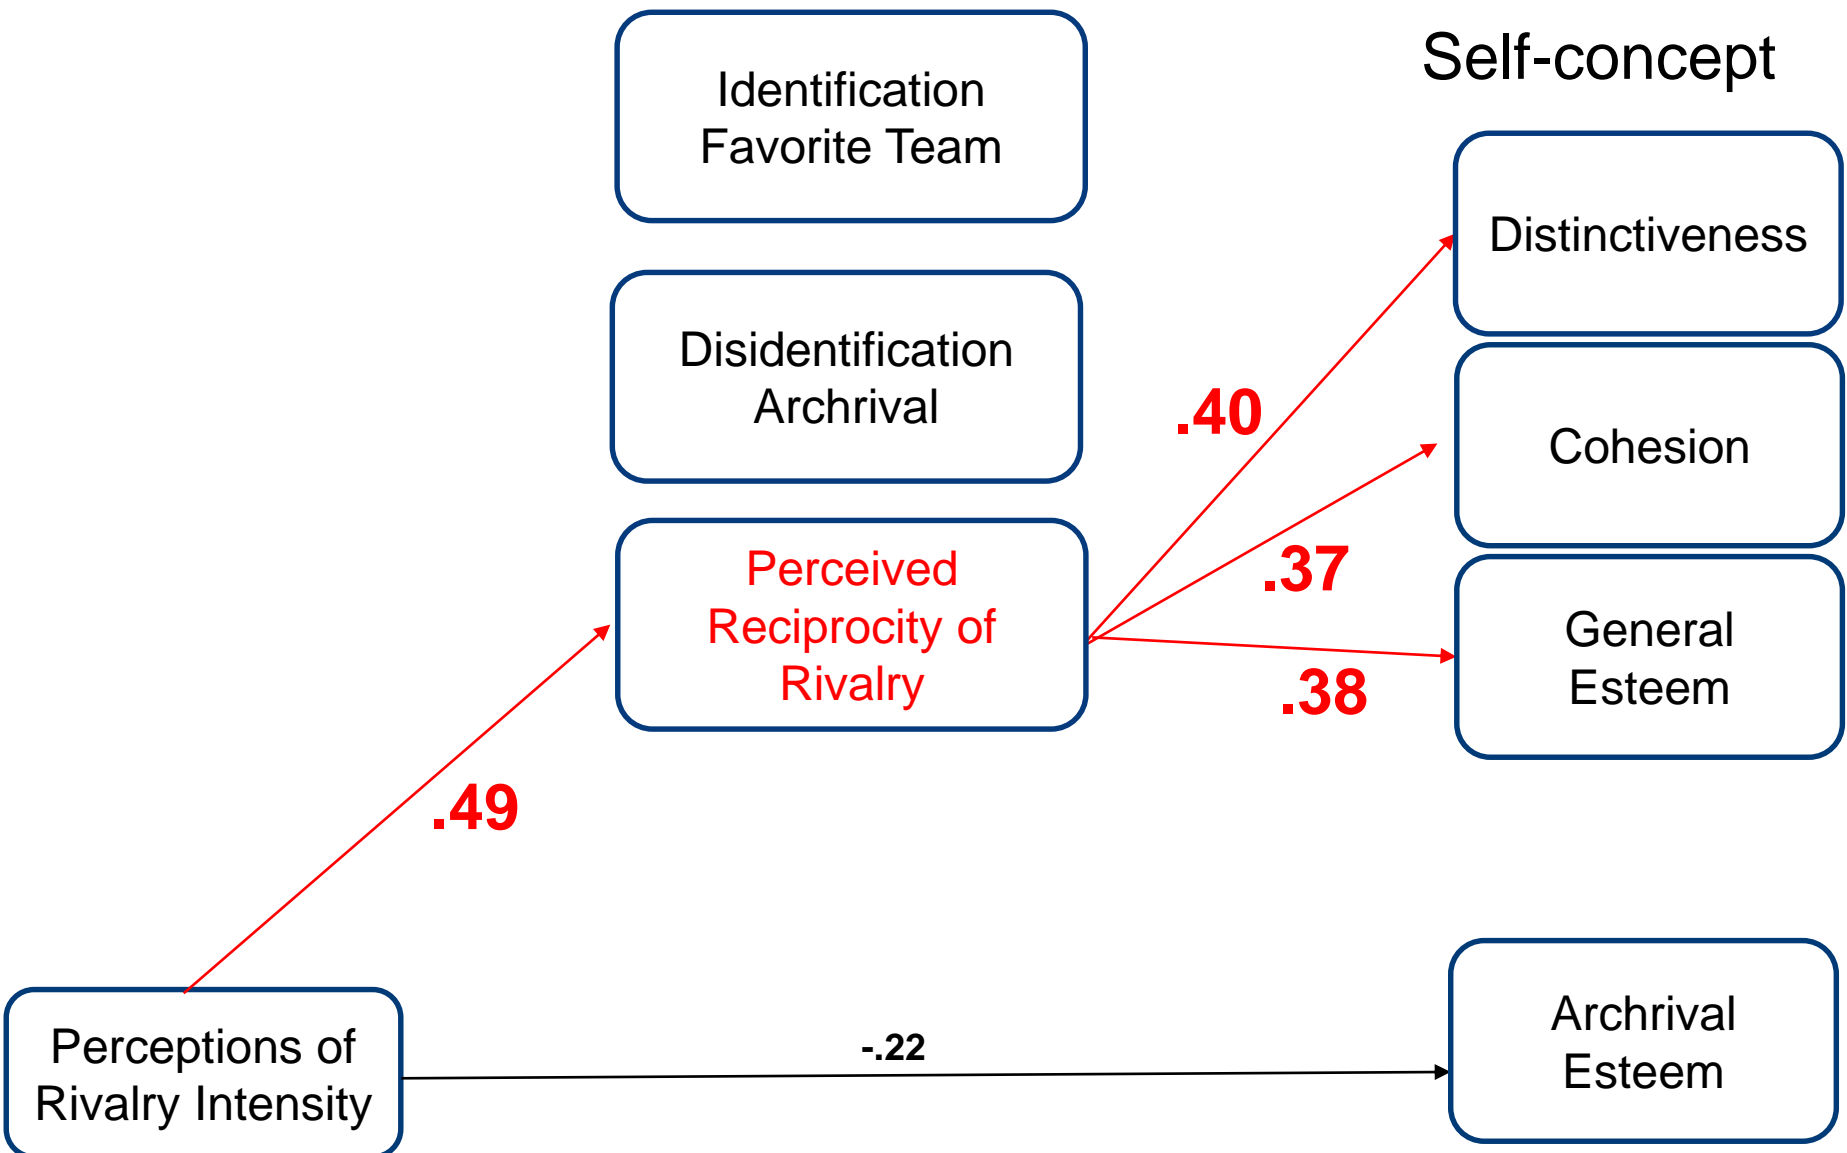 Self-concept
Identification
Favorite Team
Disidentification
Archrival
Perceived
Reciprocity of
Rivalry
Distinctiveness
Cohesion
General
Esteem
.40
.37
.38
.49
Perceptions of
Rivalry Intensity
-.22
Archrival
Esteem